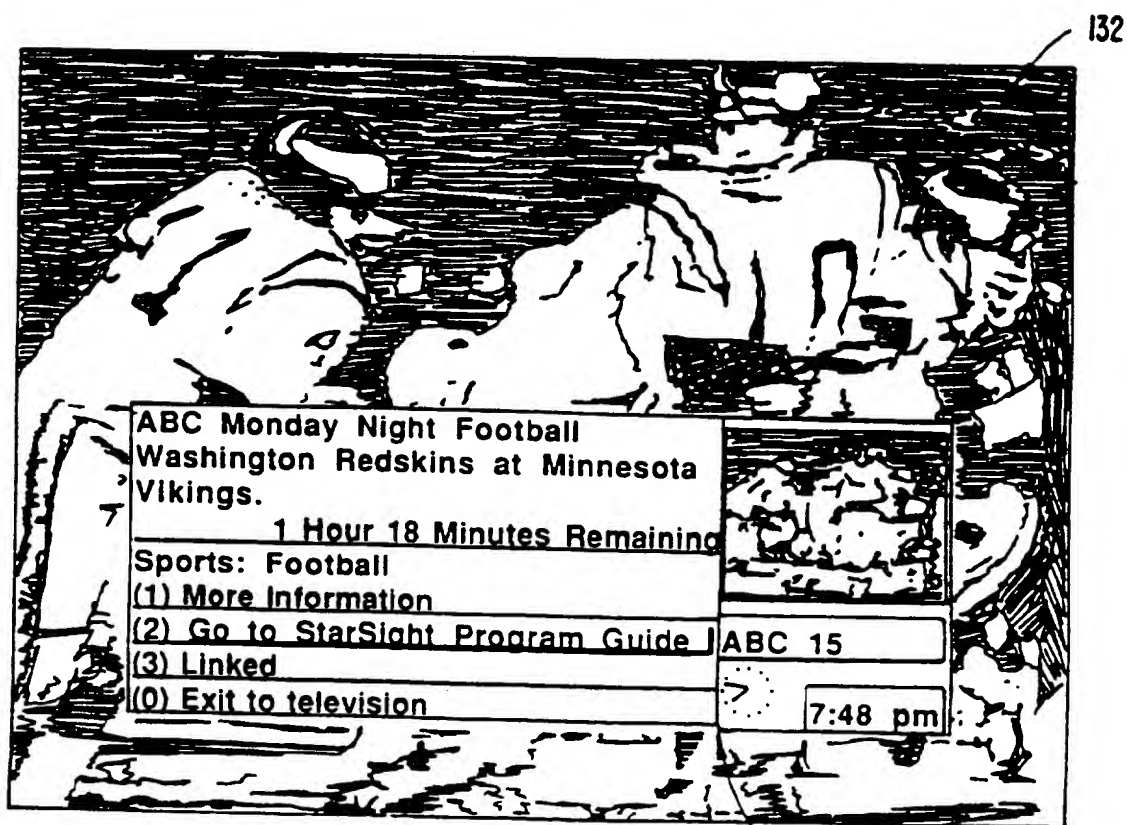 132
ABC Monday Night Football
Washington Redskins at Minnesota
Vikings.
1 Hour 18 Minutes Remaining
Sports: Football
(1) More Information
(2) Go to StarSight Program Guide
ABC 15
(3) Linked
(0) Exit to television
7:48 pm